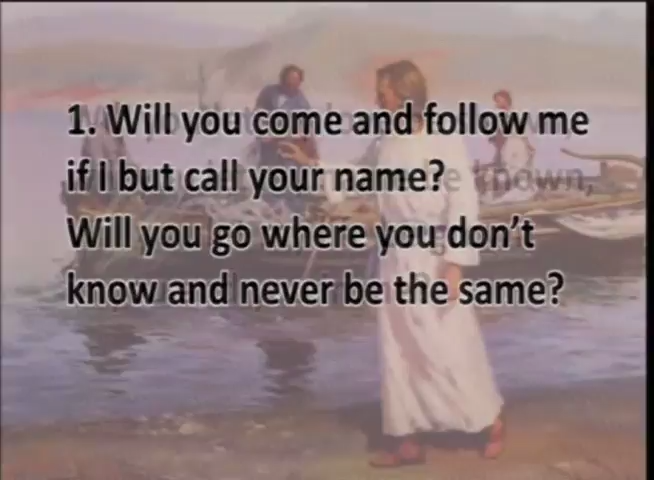 1. Will you come and follow me
if I but call your name?
known,
Will you go where you don't
know and never be the same?